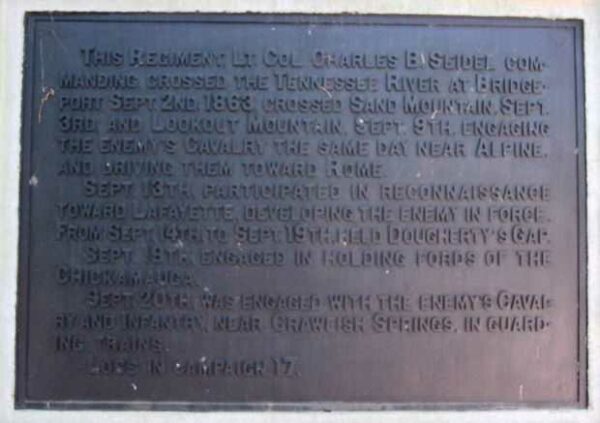 THIS REGIMENT, LT. COL. CHARLES B. SEIDEL COM-
MANDING, CROSSED THE TENNESSEE RIVER AT BRIDGE-
PORT SEPT. 2ND, 1863, CROSSED SAND MOUNTAIN, SEPT.
3RD, AND LOOKOUT MOUNTAIN, SEPT. 9TH, ENGAGING
THE ENEMY'S CAVALRY THE SAME DAY NEAR ALPINE,
AND DRIVING THEM TOWARD ROME.
SEPT. 13TH, PARTICIPATED IN RECONNAISSANCE
TOWARD LAFAYETTE, DEVELOPING THE ENEMY IN FORCE.
FROM SEPT. 14TH, TO SEPT. 19TH, HELD DOUGHERTY'S GAP.
SEPT. 19TH, ENGAGED IN HOLDING FORDS OF THE
CHICKAMAUGA.
SEPT. 20TH, WAS ENGAGED WITH THE ENEMY'S CAVAL-
RY AND INFANTRY, NEAR CRAWFISH SPRINGS, IN GUARD-
ING TRAINS.
LOSS IN CAMPAIGN 17.